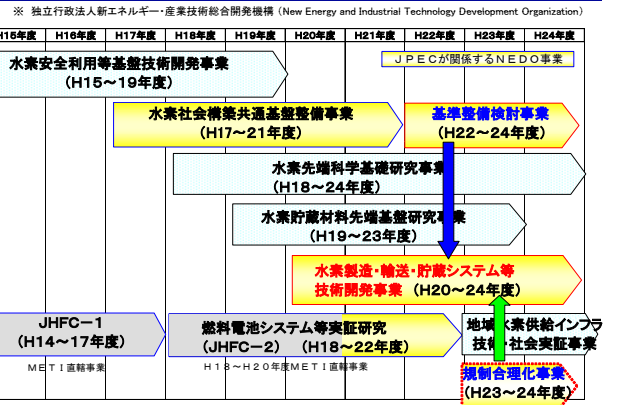 ※ 独立行政法人新エネルギー・産業技術総合開発機構（New Energy and Industrial Technology Development Organization）
H15年度 H16年度 H17年度 H18年度 H19年度 H20年度 H21年度 H22年度 H23年度 H24年度
水素安全利用等基盤技術開発事業
（H15～19年度）
ＪＰＥＣが関係するＮＥＤＯ事業
水素社会構築共通基盤整備事業
（H17～21年度）
基準整備検討事業
（H22～24年度）
水素先端科学基礎研究事業
（H18～24年度）
水素貯蔵材料先端基盤研究事業
（H19～23年度）
水素製造・輸送・貯蔵システム等
技術開発事業 （H20～24年度）
JHFC－1
（H14～17年度）
燃料電池システム等実証研究
（JHFC－2） （H18～22年度）
地域水素供給インフラ
技術・社会実証事業
ＭＥＴＩ直轄事業
Ｈ１８～Ｈ２０年度ＭＥＴＩ直轄事業
規制合理化事業
（H23～24年度）